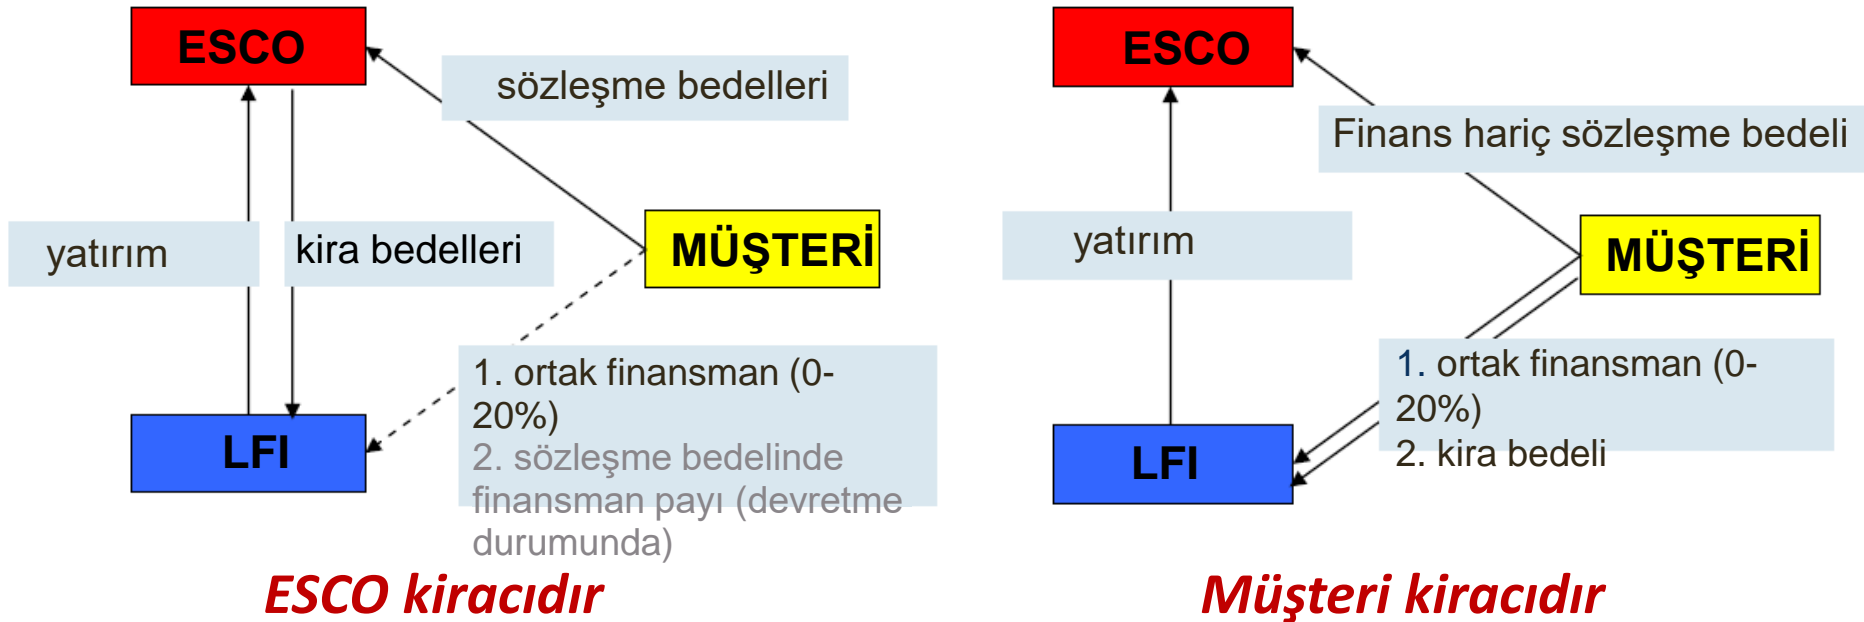 ESCO
sözleşme bedelleri
yatırım
kira bedelleri
MÜŞTERİ
1. ortak finansman (0-
20%)
2. sözleşme bedelinde
finansman payı (devretme
durumunda)
LFI
ESCO kiracıdır
ESCO
Finans hariç sözleşme bedeli
yatırım
MÜŞTERİ
1. ortak finansman (0-
20%)
2. kira bedeli
LFI
Müşteri kiracıdır